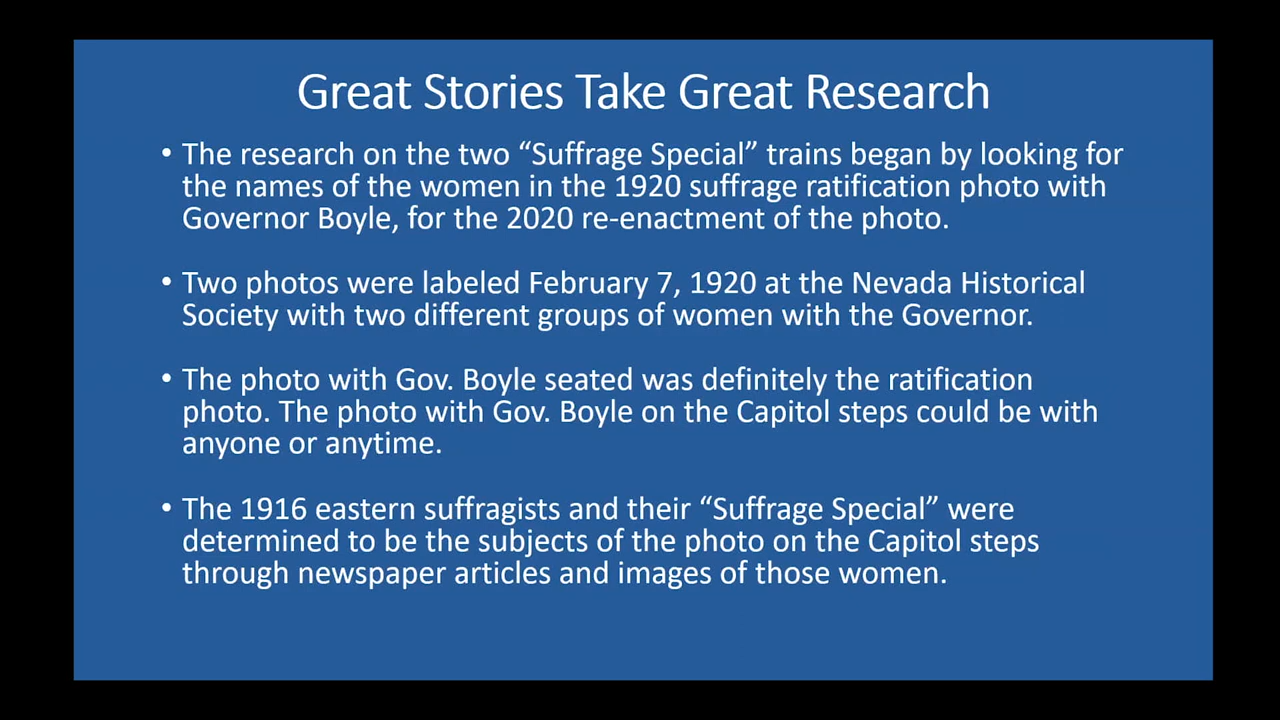 Great Stories Take Great Research
• The research on the two “Suffrage Special” trains began by looking for
the names of the women in the 1920 suffrage ratification photo with
Governor Boyle, for the 2020 re-enactment of the photo.
• Two photos were labeled February 7, 1920 at the Nevada Historical
Society with two different groups of women with the Governor.
• The photo with Gov. Boyle seated was definitely the ratification
photo. The photo with Gov. Boyle on the Capitol steps could be with
anyone or anytime.
• The 1916 eastern suffragists and their “Suffrage Special” were
determined to be the subjects of the photo on the Capitol steps
through newspaper articles and images of those women.